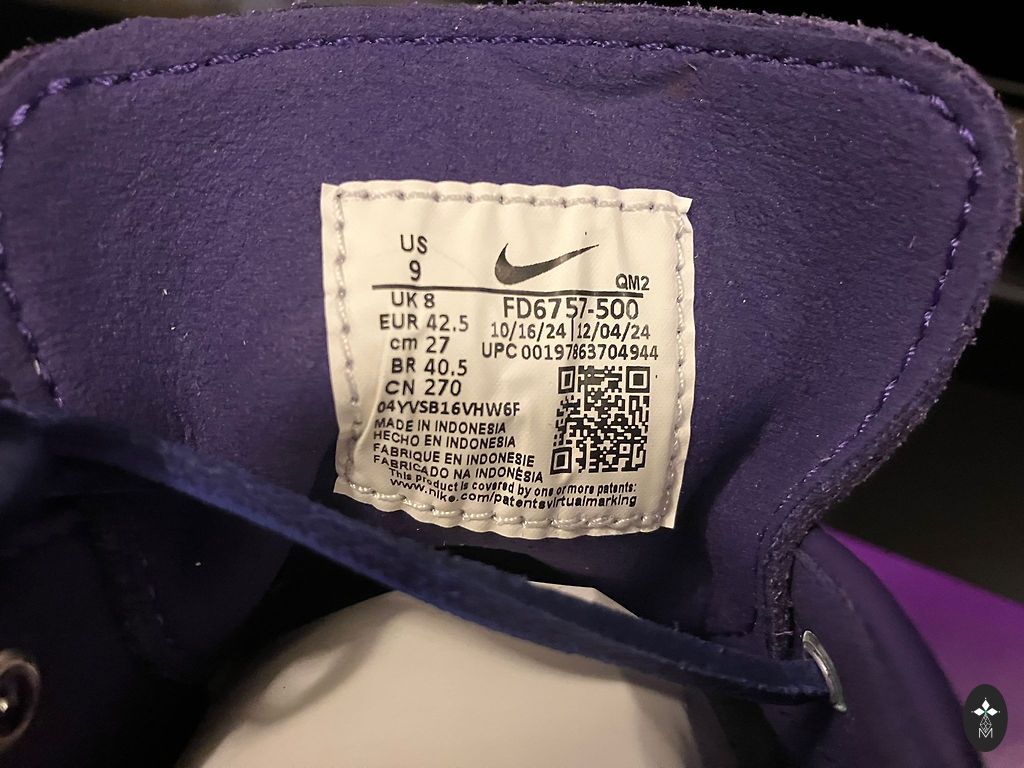 US
9
QM2
UK 8
FD6757-500
EUR 42.5
10/16/24 | 12/04/24
cm 27
UPC 00197863704944
BR 40.5
CN 270
04YVSB16VHW6F
MADE IN INDONESIA
HECHO EN INDONESIA
FABRIQUE EN INDONESIE
FABRICADO NA INDONÉSIA
This Product is covered by one or more patents:
www.nike.com/patentsvirtualmarking
M